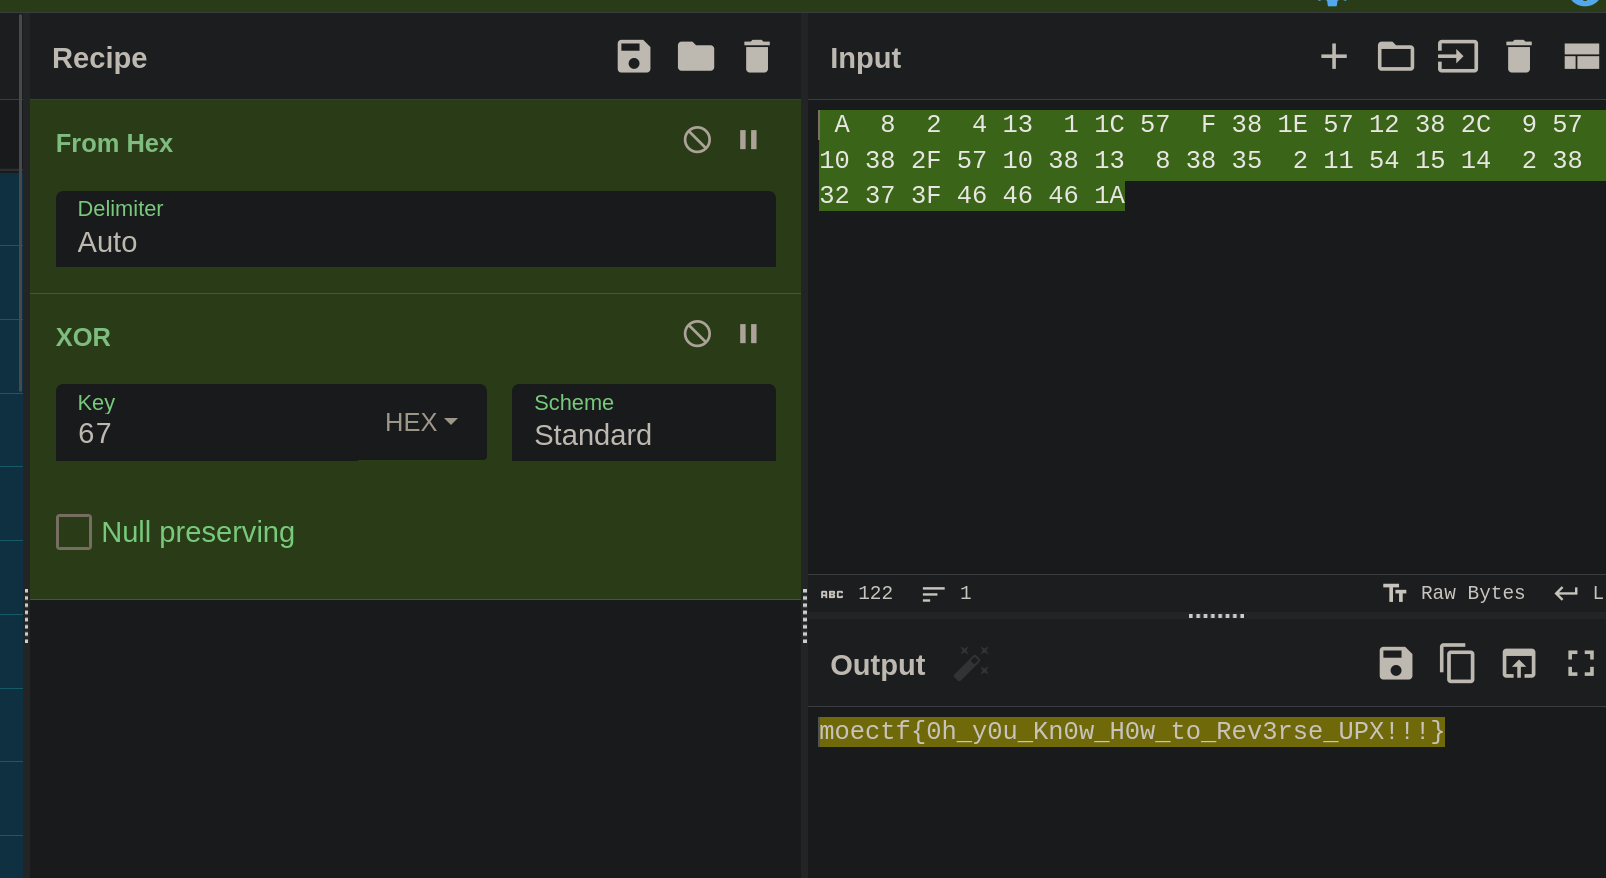 Recipe
From Hex
Delimiter
Auto
XOR
Key
67
HEX
Scheme
Standard
Null preserving
Input
A 8 2 4 13 1 1C 57 F 38 1E 57 12 38 2C 9 57
10 38 2F 57 10 38 13 8 38 35 2 11 54 15 14 2 38
32 37 3F 46 46 46 1A
ABC 122 1 Raw Bytes L
Output
moectf{0h_y0u_Kn0w_H0w_to_Rev3rse_UPX!!!}